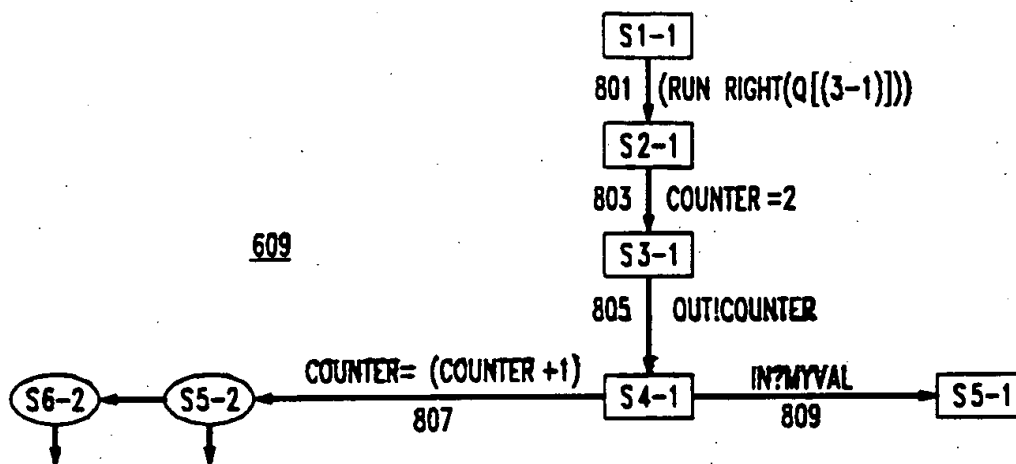 S1-1
801 (RUN RIGHT(Q[(3-1)]))
S2-1
803 COUNTER=2
609
S3-1
805 OUT!COUNTER
COUNTER= (COUNTER +1) IN?MYVAL
S6-2 S5-2 S4-1 S5-1
807 809